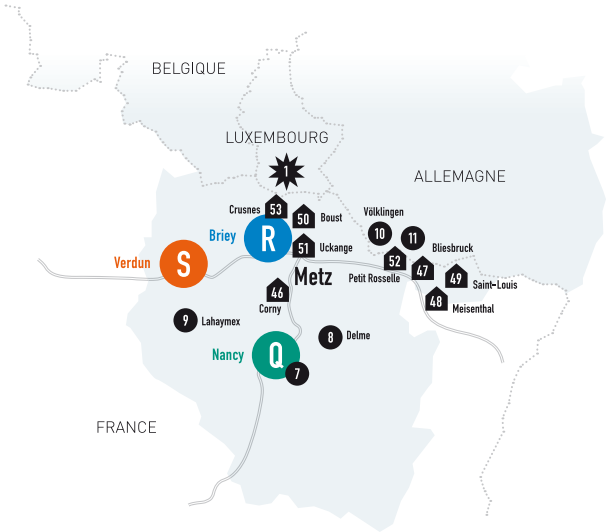 BELGIQUE
LUXEMBOURG
1
ALLEMAGNE
Crusnes 53
50 Boust
Völklingen
10
11
Bliesbruck
Briey R
51 Uckange
Verdun S
Metz
52
Petit Rosselle
47
49 Saint-Louis
46
Corny
48 Meisenthal
9 Lahaymex
8 Delme
Nancy Q
7
FRANCE